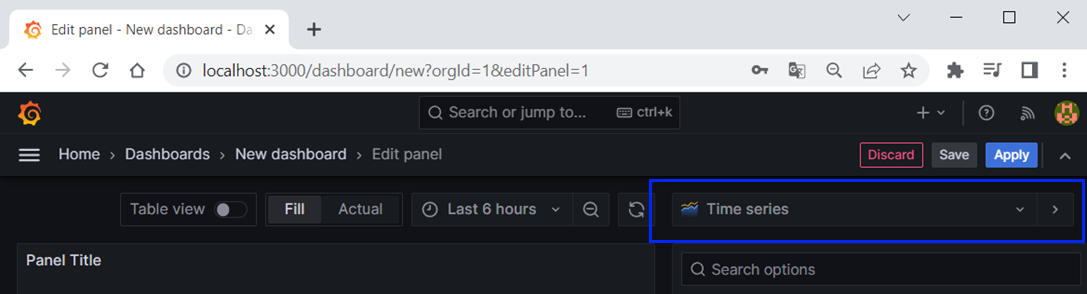 Edit panel - New dashboard - Da
localhost:3000/dashboard/new?orgId=1&editPanel=1
Search or jump to... ctrl+k
Home › Dashboards › New dashboard › Edit panel Discard Save Apply
Table view Fill Actual Last 6 hours Time series
Panel Title Search options